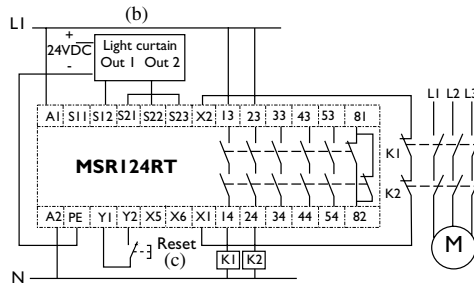 (b)
L1
+
24VDC
-
Light curtain
Out 1 Out 2
A1 S11 S12 S21 S22 S23 X2 13 23 33 43 53 81
L1 L2 L3
K1
MSR124RT
K2
A2 PE Y1 Y2 X5 X6 X1 14 24 34 44 54 82
Reset
(c)
K1 K2
M
N